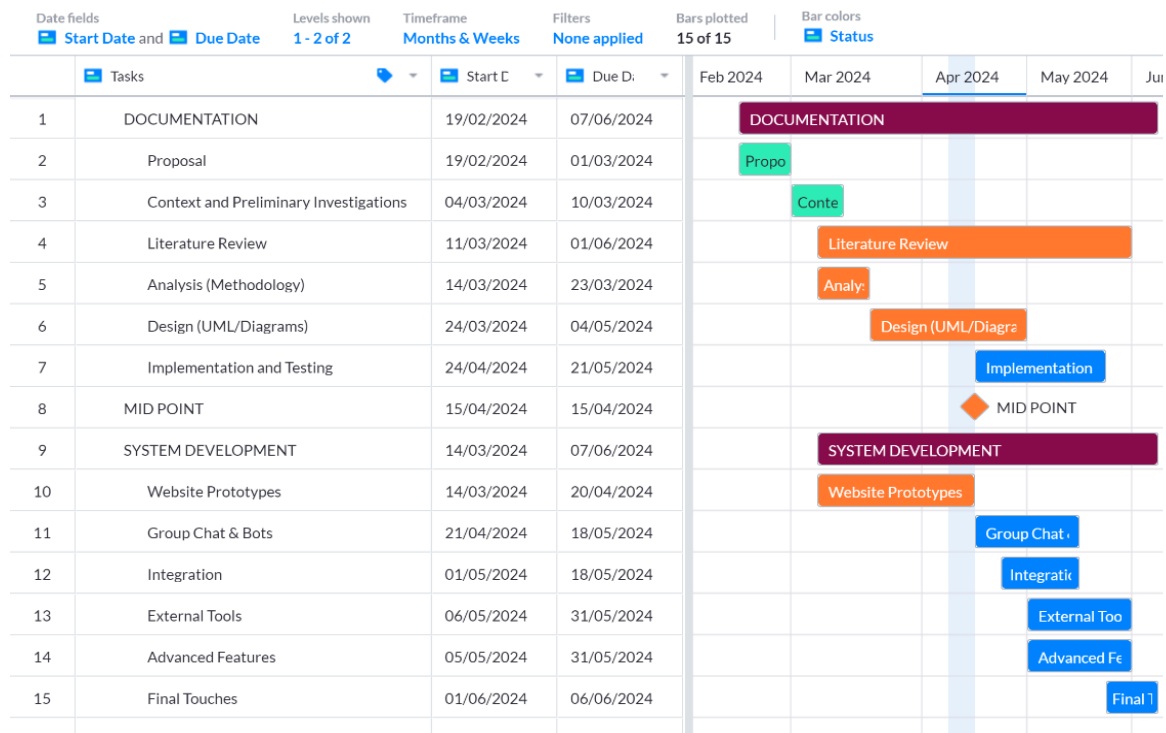 Date fields Levels shown Timeframe Filters Bars plotted Bar colors
Start Date and Due Date 1 - 2 of 2 Months & Weeks None applied 15 of 15 Status
Tasks Start D Due Da Feb 2024 Mar 2024 Apr 2024 May 2024 Jun
1 DOCUMENTATION 19/02/2024 07/06/2024 DOCUMENTATION
2 Proposal 19/02/2024 01/03/2024 Propo
3 Context and Preliminary Investigations 04/03/2024 10/03/2024 Conte
4 Literature Review 11/03/2024 01/06/2024 Literature Review
5 Analysis (Methodology) 14/03/2024 23/03/2024 Analys
6 Design (UML/Diagrams) 24/03/2024 04/05/2024 Design (UML/Diagra
7 Implementation and Testing 24/04/2024 21/05/2024 Implementation
8 MID POINT 15/04/2024 15/04/2024 MID POINT
9 SYSTEM DEVELOPMENT 14/03/2024 07/06/2024 SYSTEM DEVELOPMENT
10 Website Prototypes 14/03/2024 20/04/2024 Website Prototypes
11 Group Chat & Bots 21/04/2024 18/05/2024 Group Chat
12 Integration 01/05/2024 18/05/2024 Integratio
13 External Tools 06/05/2024 31/05/2024 External Too
14 Advanced Features 05/05/2024 31/05/2024 Advanced Fe
15 Final Touches 01/06/2024 06/06/2024 Final T